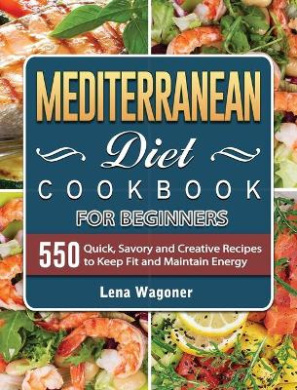 MEDITERRANEAN
Diet
COOKBOOK
FOR BEGINNERS
550 Quick, Savory and Creative Recipes
to Keep Fit and Maintain Energy
Lena Wagoner